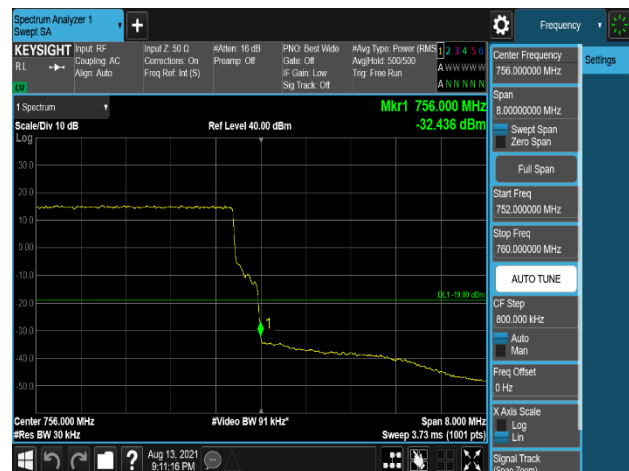 Spectrum Analyzer 1
Swept SA
+
Frequency
KEYSIGHT
Input: RF
Input Z: 50 Ω
#Atten: 16 dB
PNO: Best Wide
#Avg Type: Power (RMS
1 2 3 4 5 6
RL
Coupling: AC
Corrections: On
Preamp: Off
Gate: Off
Avg|Hold: 500/500
A W W W W W
Align: Auto
Freq Ref: Int (S)
IF Gain: Low
Trig: Free Run
Sig Track: Off
A N N N N N
LV
1 Spectrum
Mkr1 756.000 MHz
Scale/Div 10 dB
Ref Level 40.00 dBm
-32.436 dBm
Log
30.0
20.0
10.0
0.00
-10.0
-20.0
-30.0
-40.0
-50.0
DL1 -19.00 dBm
1
Center 756.000 MHz
#Video BW 91 kHz*
Span 8.000 MHz
#Res BW 30 kHz
Sweep 3.73 ms (1001 pts)
?
Aug 13, 2021
9:11:16 PM
Center Frequency
756.000000 MHz
Settings
Span
8.00000000 MHz
Swept Span
Zero Span
Full Span
Start Freq
752.000000 MHz
Stop Freq
760.000000 MHz
AUTO TUNE
CF Step
800.000 kHz
Auto
Man
Freq Offset
0 Hz
X Axis Scale
Log
Lin
Signal Track
(Span Zoom)